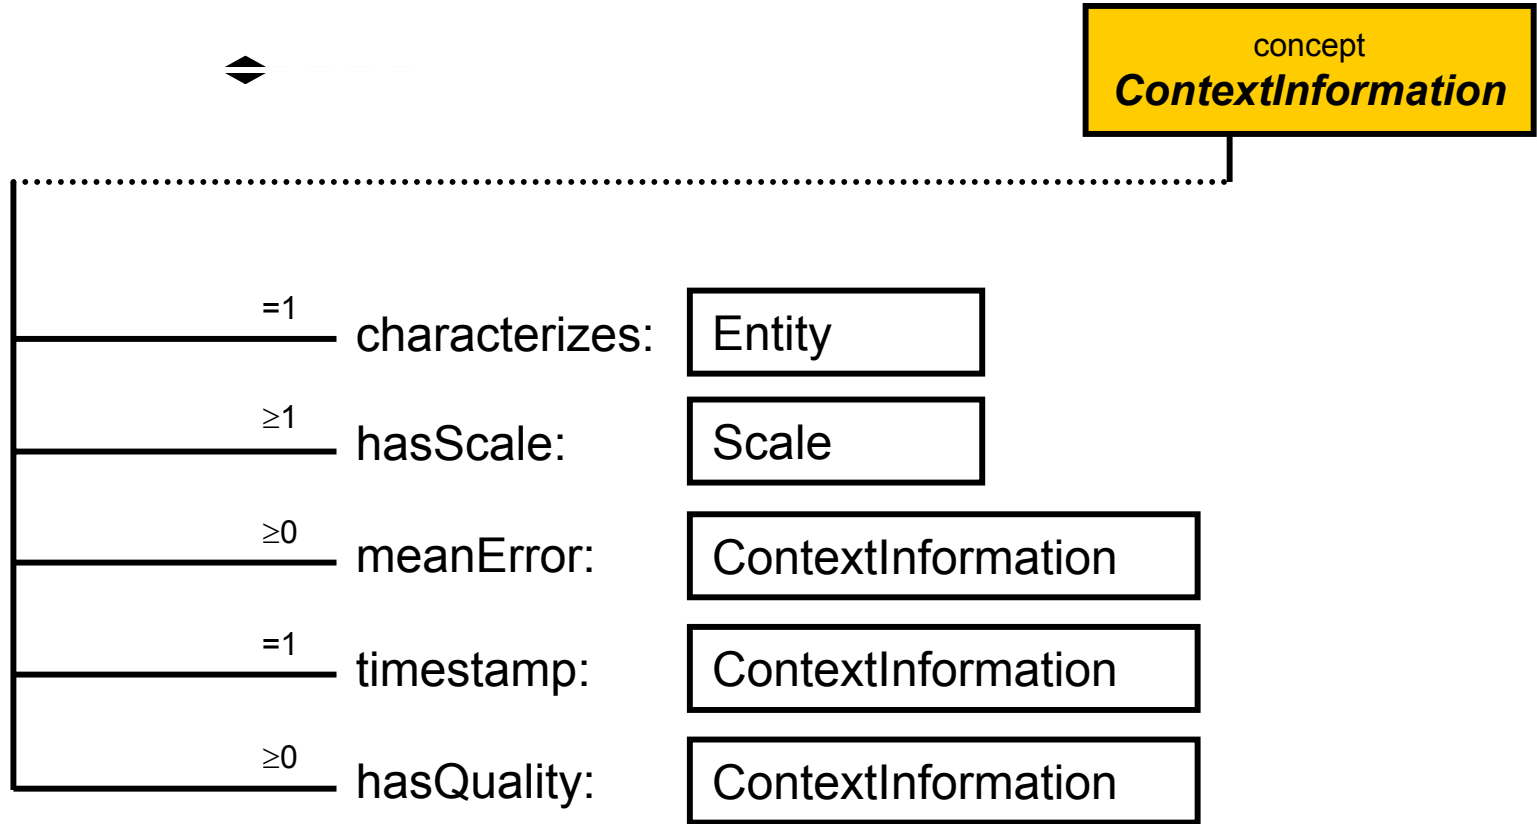 concept
ContextInformation
=1
characterizes: Entity
≥1
hasScale: Scale
≥0
meanError: ContextInformation
=1
timestamp: ContextInformation
≥0
hasQuality: ContextInformation